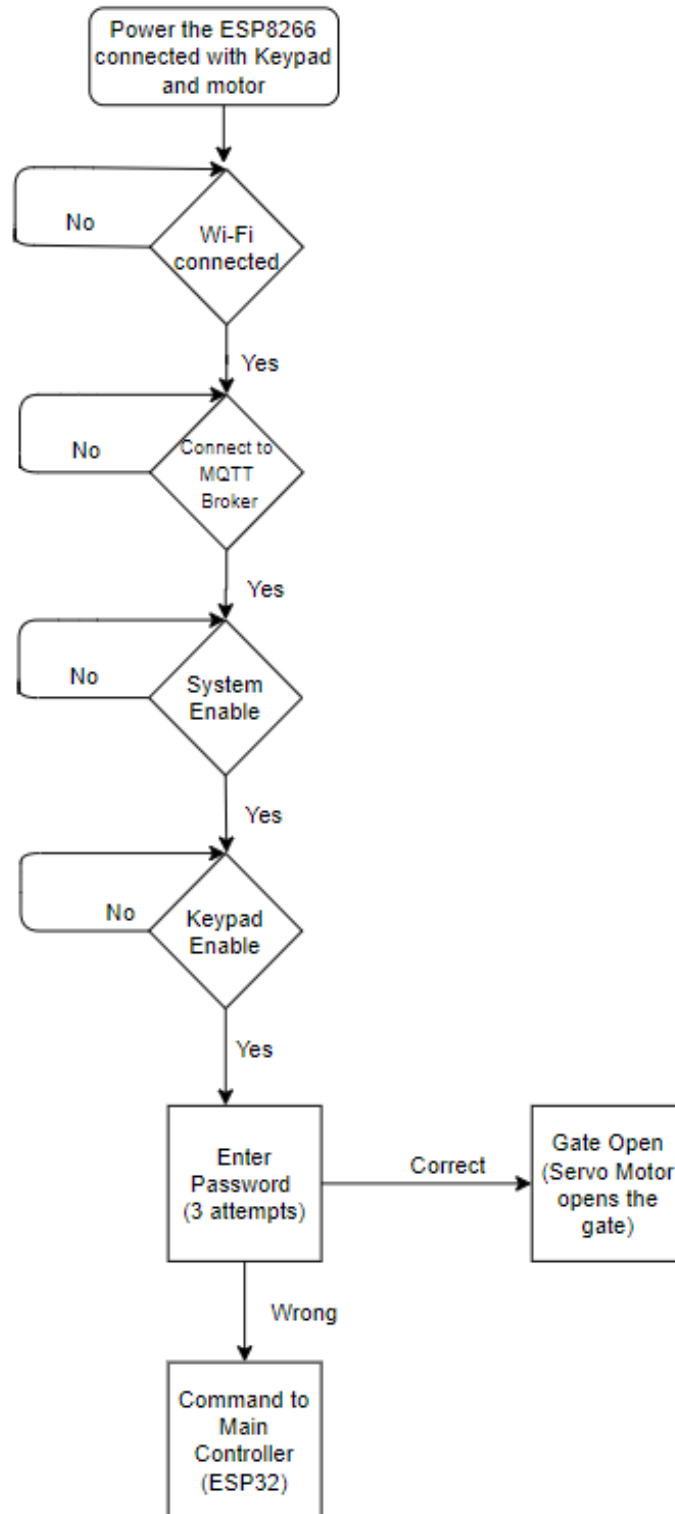 Power the ESP8266
connected with Keypad
and motor
No
Wi-Fi
connected
Yes
No
Connect to
MQTT
Broker
Yes
No
System
Enable
Yes
No
Keypad
Enable
Yes
Enter
Password
(3 attempts)
Correct
Gate Open
(Servo Motor
opens the
gate)
Wrong
Command to
Main
Controller
(ESP32)